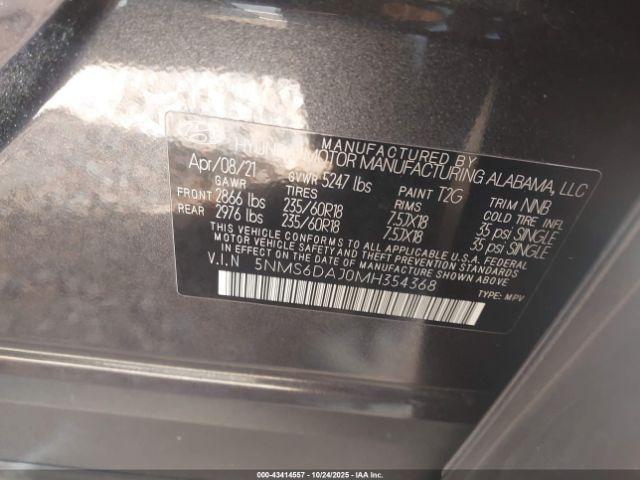 MANUFACTURED BY
HYUNDAI MOTOR MANUFACTURING ALABAMA, LLC
Apr/08/21 GVWR 5247 lbs PAINT T2G TRIM NNB
GAWR TIRES RIMS COLD TIRE INFL
FRONT 2866 lbs 235/60R18 7.5JX18 35 psi SINGLE
REAR 2976 lbs 235/60R18 7.5JX18 35 psi SINGLE
THIS VEHICLE CONFORMS TO ALL APPLICABLE U.S.A. FEDERAL
MOTOR VEHICLE SAFETY AND THEFT PREVENTION STANDARDS
IN EFFECT ON THE DATE OF MANUFACTURE SHOWN ABOVE.
V.I.N 5NMS6DAJ0MH354368
TYPE: MPV
000-43414557 - 10/24/2025 - © IAA Inc.